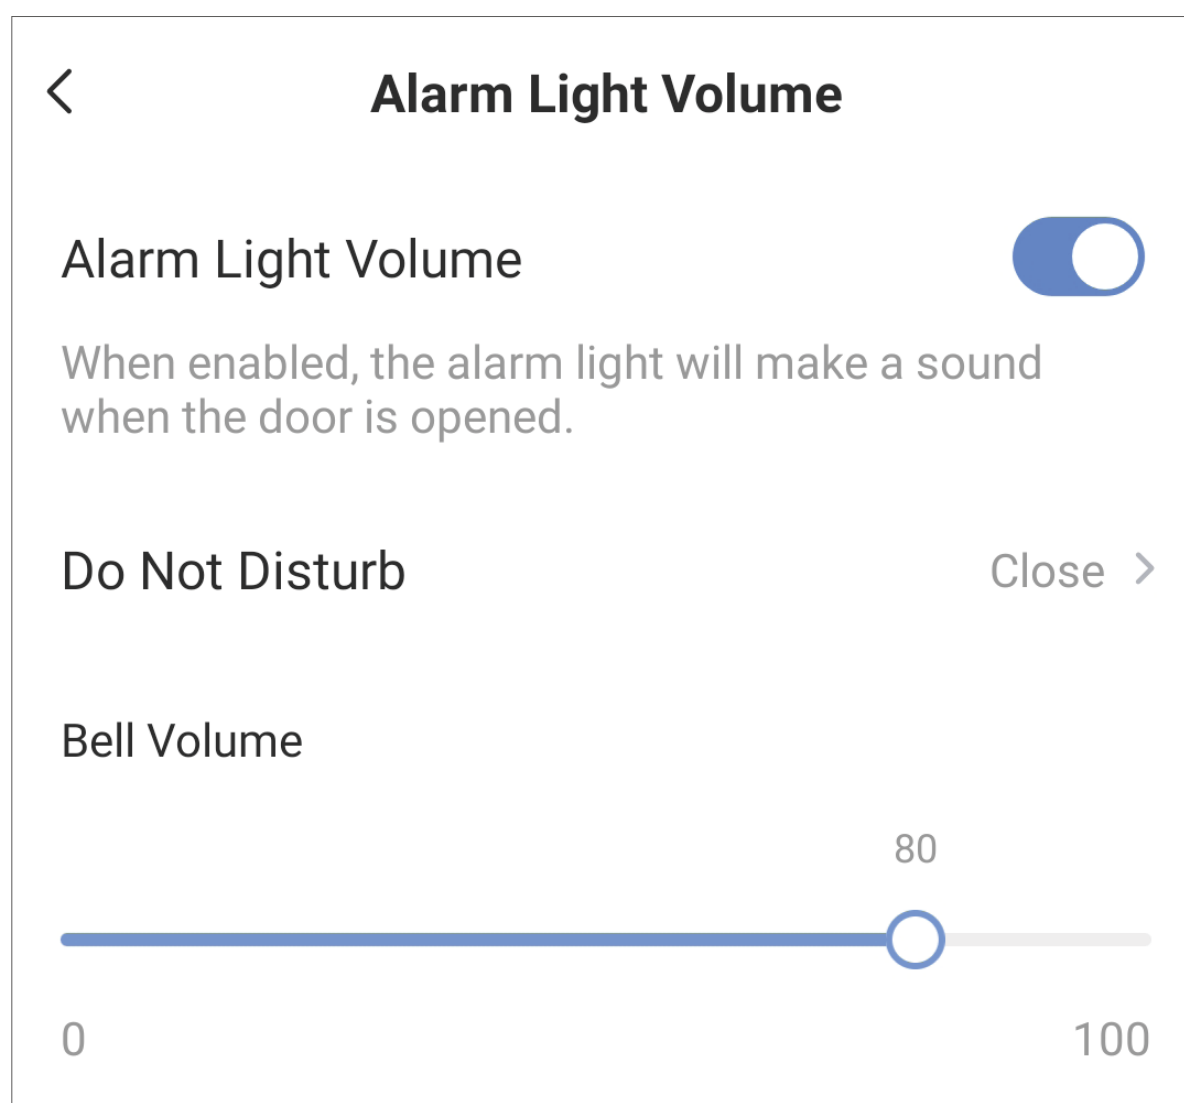 Alarm Light Volume
Alarm Light Volume
When enabled, the alarm light will make a sound
when the door is opened.
Do Not Disturb Close
Bell Volume
80
0 100